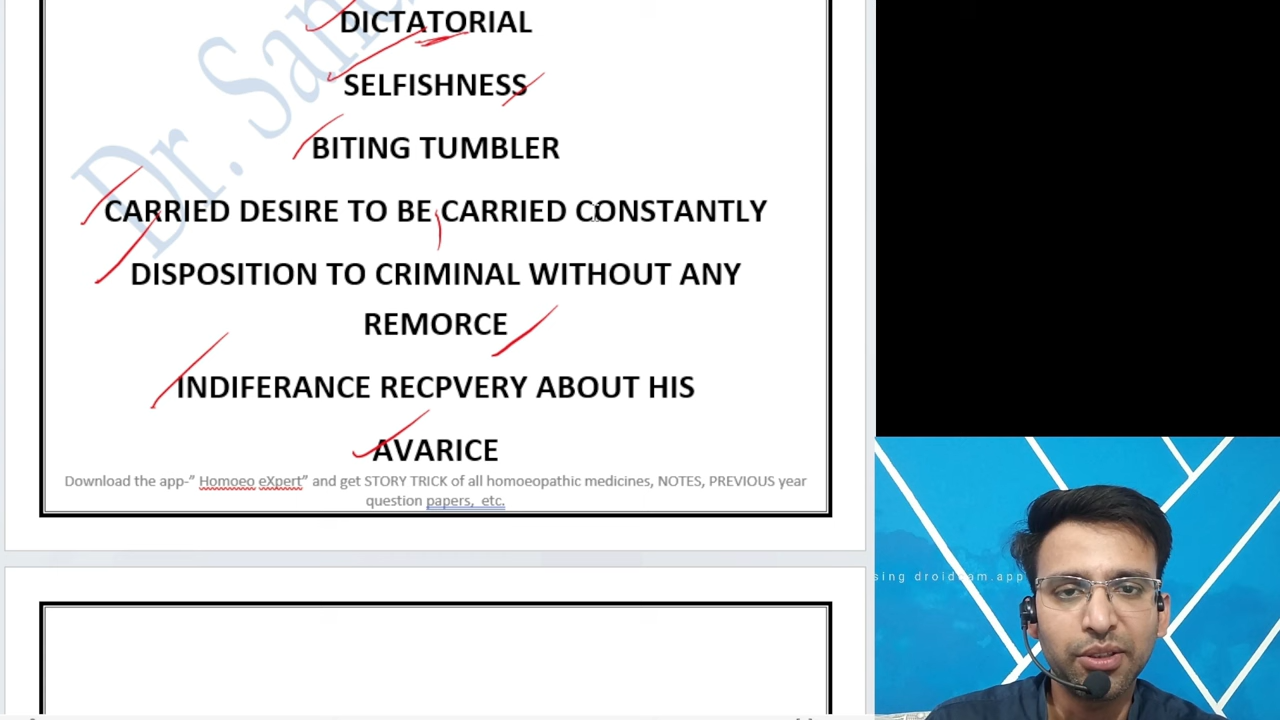 DICTATORIAL
SELFISHNESS
BITING TUMBLER
CARRIED DESIRE TO BE CARRIED CONSTANTLY
DISPOSITION TO CRIMINAL WITHOUT ANY
REMORCE
INDIFERANCE RECPVERY ABOUT HIS
AVARICE
Download the app-” Homoeo eXpert” and get STORY TRICK of all homoeopathic medicines, NOTES, PREVIOUS year
question papers, etc.
Dr.